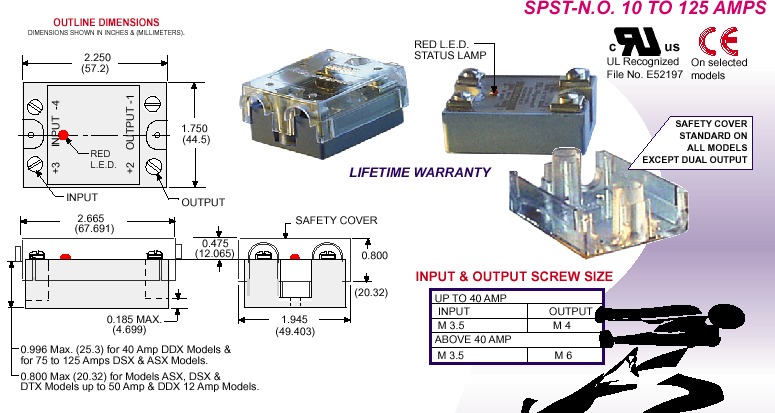 SPST-N.O. 10 TO 125 AMPS
OUTLINE DIMENSIONS
DIMENSIONS SHOWN IN INCHES & (MILLIMETERS).
2.250
(57.2)
INPUT -4
OUTPUT -1
+3
+2
RED
L.E.D.
1.750
(44.5)
INPUT
OUTPUT
RED L.E.D.
STATUS LAMP
c UR us
UL Recognized
File No. E52197
CE
On selected
models
SAFETY COVER
STANDARD ON
ALL MODELS
EXCEPT DUAL OUTPUT
LIFETIME WARRANTY
2.665
(67.691)
0.475
(12.065)
SAFETY COVER
0.800
(20.32)
0.185 MAX.
(4.699)
1.945
(49.403)
0.996 Max. (25.3) for 40 Amp DDX Models &
for 75 to 125 Amps DSX & ASX Models.
0.800 Max (20.32) for Models ASX, DSX &
DTX Models up to 50 Amp & DDX 12 Amp Models.
INPUT & OUTPUT SCREW SIZE
UP TO 40 AMP
INPUT OUTPUT
M 3.5 M 4
ABOVE 40 AMP
M 3.5 M 6